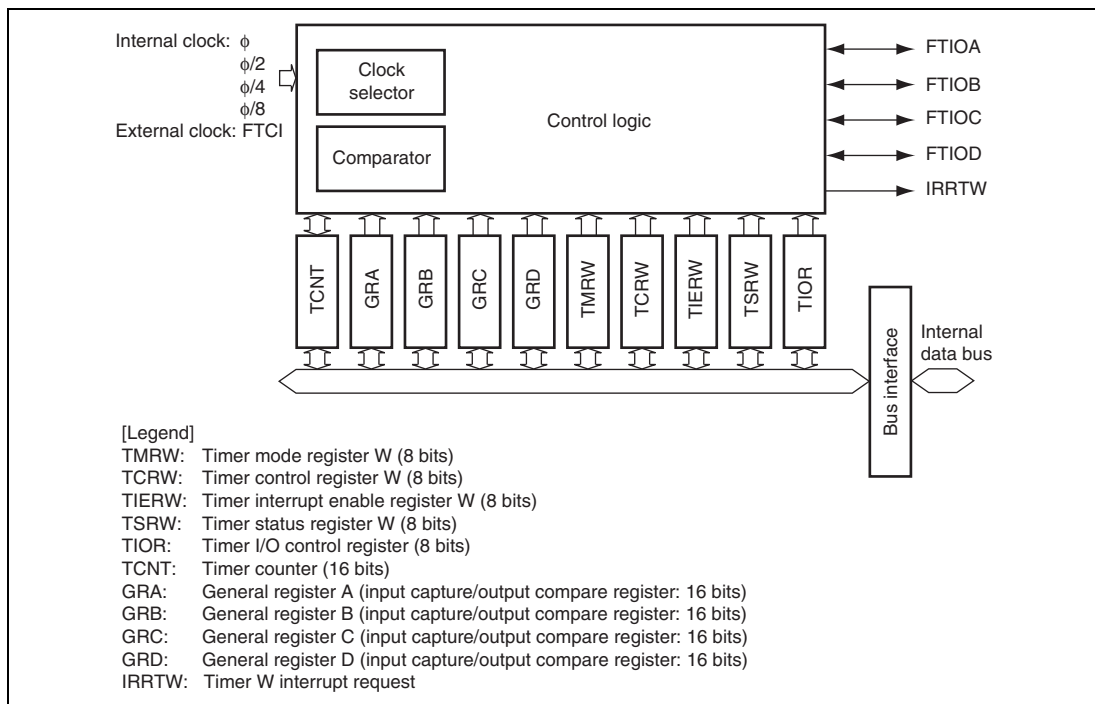 Internal clock: ϕ
ϕ/2
ϕ/4
ϕ/8
External clock: FTCI
Clock
selector
Comparator
Control logic
FTIOA
FTIOB
FTIOC
FTIOD
IRRTW
TCNT
GRA
GRB
GRC
GRD
TMRW
TCRW
TIERW
TSRW
TIOR
Bus interface
Internal
data bus
[Legend]
TMRW: Timer mode register W (8 bits)
TCRW: Timer control register W (8 bits)
TIERW: Timer interrupt enable register W (8 bits)
TSRW: Timer status register W (8 bits)
TIOR: Timer I/O control register (8 bits)
TCNT: Timer counter (16 bits)
GRA: General register A (input capture/output compare register: 16 bits)
GRB: General register B (input capture/output compare register: 16 bits)
GRC: General register C (input capture/output compare register: 16 bits)
GRD: General register D (input capture/output compare register: 16 bits)
IRRTW: Timer W interrupt request